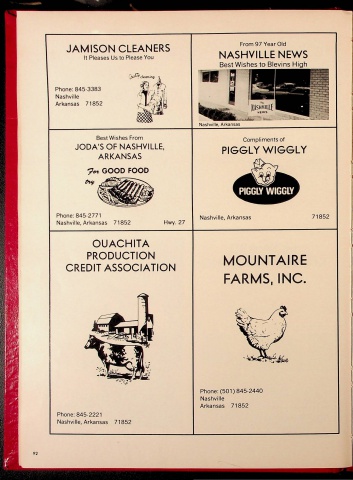 JAMISON CLEANERS
It Pleases Us to Please You
Phone: 845-3383
Nashville
Arkansas 71852
From 97 Year Old
NASHVILLE NEWS
Best Wishes to Blevins High
NASHVILLE
NEWS
Nashville, Arkansas
Best Wishes From
JODA'S OF NASHVILLE,
ARKANSAS
For GOOD FOOD
try
Phone: 845-2771
Nashville, Arkansas 71852 Hwy. 27
Compliments of
PIGGLY WIGGLY
PIGGLY WIGGLY
Nashville, Arkansas 71852
OUACHITA
PRODUCTION
CREDIT ASSOCIATION
Phone: 845-2221
Nashville, Arkansas 71852
MOUNTAIRE
FARMS, INC.
Phone: (501) 845-2440
Nashville
Arkansas 71852
92